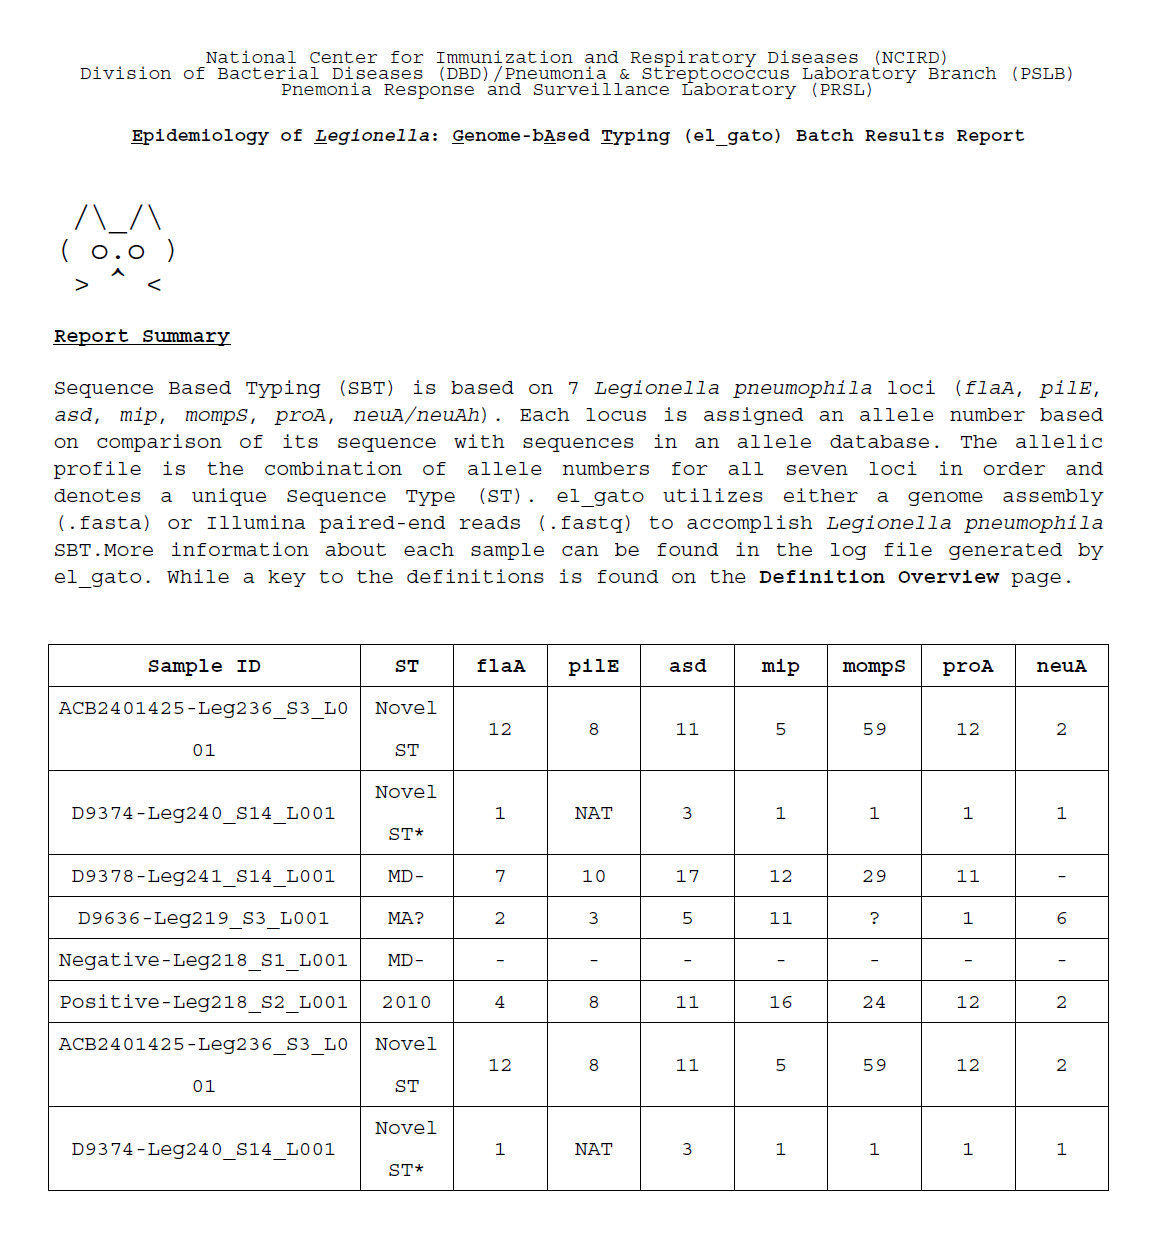 National Center for Immunization and Respiratory Diseases (NCIRD)
Division of Bacterial Diseases (DBD)/Pneumonia & Streptococcus Laboratory Branch (PSLB)
Pnemonia Response and Surveillance Laboratory (PRSL)
Epidemiology of Legionella: Genome-bAsed Typing (el_gato) Batch Results Report
/\_/\
( o.o )
> ^ <
Report Summary
Sequence Based Typing (SBT) is based on 7 Legionella pneumophila loci (flaA, pilE,
asd, mip, mompS, proA, neuA/neuAh). Each locus is assigned an allele number based
on comparison of its sequence with sequences in an allele database. The allelic
profile is the combination of allele numbers for all seven loci in order and
denotes a unique Sequence Type (ST). el_gato utilizes either a genome assembly
(.fasta) or Illumina paired-end reads (.fastq) to accomplish Legionella pneumophila
SBT.More information about each sample can be found in the log file generated by
el_gato. While a key to the definitions is found on the Definition Overview page.
Sample ID ST flaA pilE asd mip mompS proA neuA
ACB2401425-Leg236_S3_L0 Novel
12 8 11 5 59 12 2
01 ST
Novel
D9374-Leg240_S14_L001 1 NAT 3 1 1 1 1
ST*
D9378-Leg241_S14_L001 MD- 7 10 17 12 29 11 -
D9636-Leg219_S3_L001 MA? 2 3 5 11 ? 1 6
Negative-Leg218_S1_L001 MD- - - - - - - -
Positive-Leg218_S2_L001 2010 4 8 11 16 24 12 2
ACB2401425-Leg236_S3_L0 Novel
12 8 11 5 59 12 2
01 ST
Novel
D9374-Leg240_S14_L001 1 NAT 3 1 1 1 1
ST*